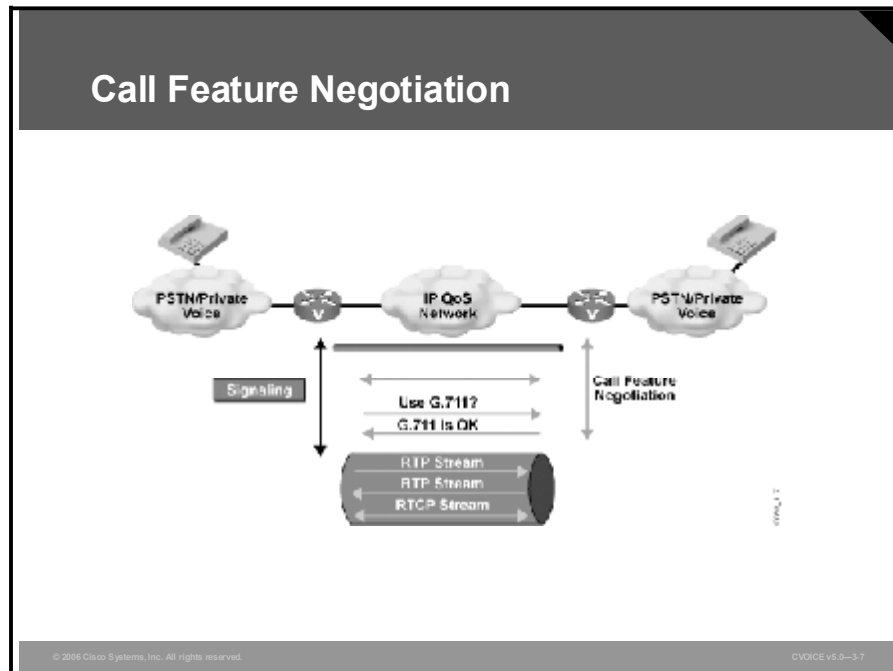 Call Feature Negotiation
PSTN/Private
Voice
IP QoS
Network
PSTN/Private
Voice
V
V
Signaling
Call Feature
Negotiation
Use G.711?
G.711 is OK
RTP Stream
RTP Stream
RTCP Stream
© 2006 Cisco Systems, Inc. All rights reserved.
CVOICE v5.0—3-7